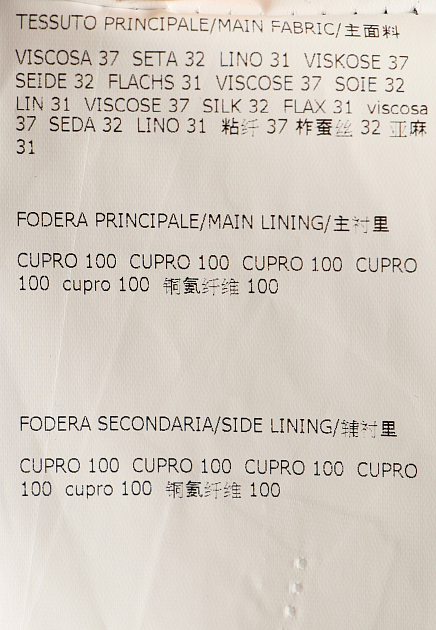 TESSUTO PRINCIPALE/MAIN FABRIC/主面料
VISCOSA 37 SETA 32 LINO 31 VISKOSE 37
SEIDE 32 FLACHS 31 VISCOSE 37 SOIE 32
LIN 31 VISCOSE 37 SILK 32 FLAX 31 viscosa
37 SEDA 32 LINO 31 粘纤 37 柞蚕丝 32 亚麻
31
FODERA PRINCIPALE/MAIN LINING/主衬里
CUPRO 100 CUPRO 100 CUPRO 100 CUPRO
100 cupro 100 铜氨纤维 100
FODERA SECONDARIA/SIDE LINING/辅衬里
CUPRO 100 CUPRO 100 CUPRO 100 CUPRO
100 cupro 100 铜氨纤维 100